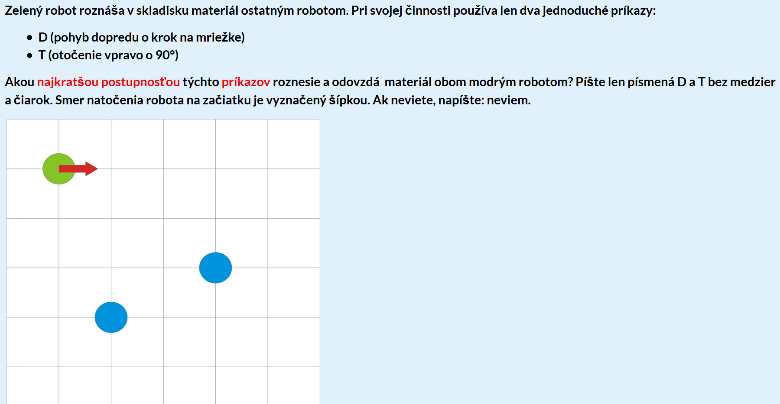 Zelený robot roznáša v skladisku materiál ostatným robotom. Pri svojej činnosti používa len dva jednoduché príkazy:
• D (pohyb dopredu o krok na mriežke)
• T (otočenie vpravo o 90°)
Akou najkratšou postupnosťou týchto príkazov roznesie a odovzdá materiál obom modrým robotom? Píšte len písmená D a T bez medzier
a čiarok. Smer natočenia robota na začiatku je vyznačený šípkou. Ak neviete, napíšte: neviem.